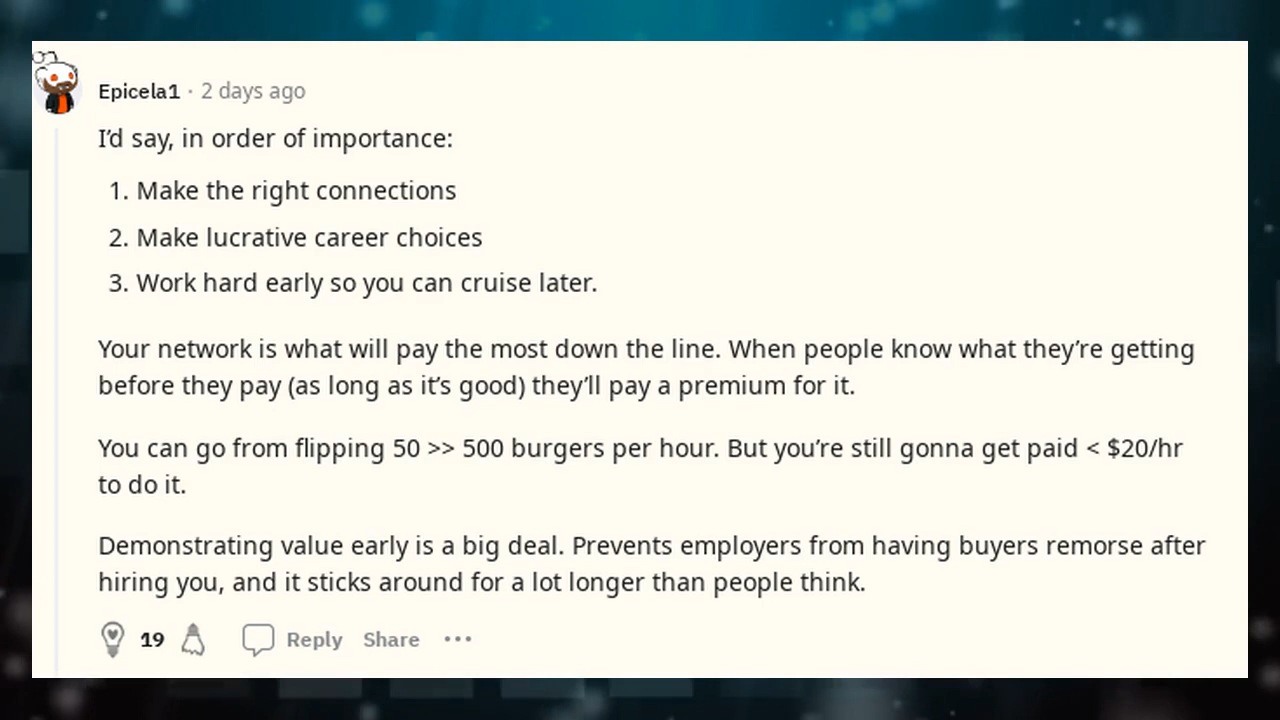 Epicela1 · 2 days ago
I’d say, in order of importance:
1. Make the right connections
2. Make lucrative career choices
3. Work hard early so you can cruise later.
Your network is what will pay the most down the line. When people know what they’re getting
before they pay (as long as it’s good) they’ll pay a premium for it.
You can go from flipping 50 >> 500 burgers per hour. But you’re still gonna get paid < $20/hr
to do it.
Demonstrating value early is a big deal. Prevents employers from having buyers remorse after
hiring you, and it sticks around for a lot longer than people think.
19 Reply Share •••